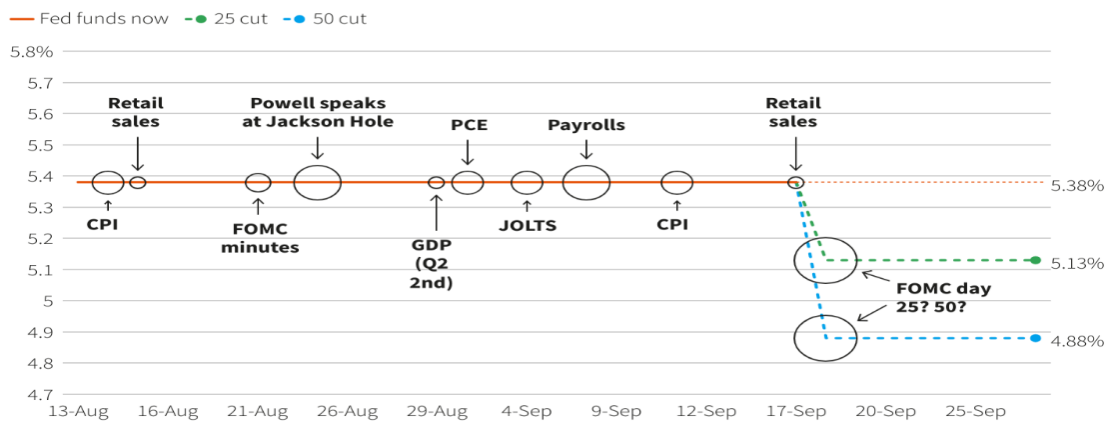 Fed funds now 25 cut 50 cut
5.8%
5.7
5.6
5.5
5.4
5.3
5.2
5.1
5
4.9
4.8
4.7
Retail
sales
Powell speaks
at Jackson Hole
PCE
Payrolls
Retail
sales
CPI
FOMC
minutes
GDP
(Q2
2nd)
JOLTS
CPI
FOMC day
25? 50?
5.38%
5.13%
4.88%
13-Aug 16-Aug 21-Aug 26-Aug 29-Aug 4-Sep 9-Sep 12-Sep 17-Sep 20-Sep 25-Sep